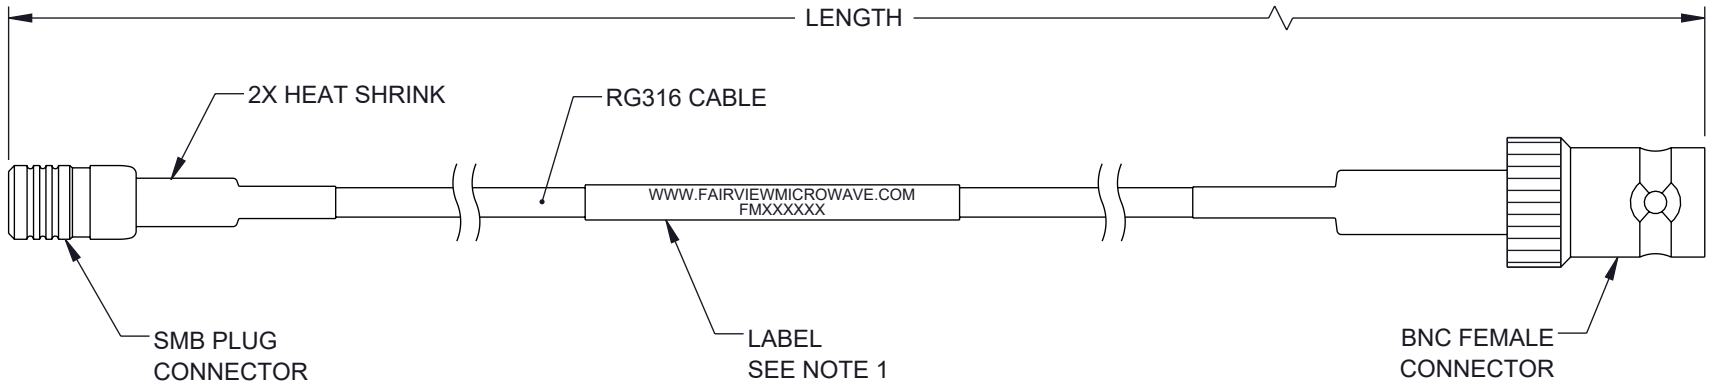 LENGTH
2X HEAT SHRINK
RG316 CABLE
WWW.FAIRVIEWMICROWAVE.COM
FMXXXXXX
SMB PLUG
CONNECTOR
LABEL
SEE NOTE 1
BNC FEMALE
CONNECTOR